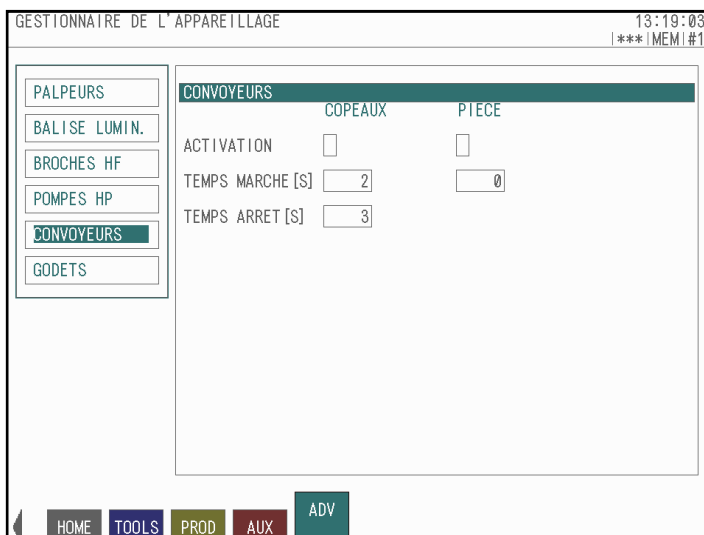 GESTIONNAIRE DE L'APPAREILLAGE
13:19:03
|***|MEM|#1
PALPEURS
BALISE LUMIN.
BROCHES HF
POMPES HP
CONVOYEURS
GODETS
CONVOYEURS
COPEAUX PIECE
ACTIVATION
TEMPS MARCHE[S] 2 0
TEMPS ARRET[S] 3
HOME TOOLS PROD AUX ADV